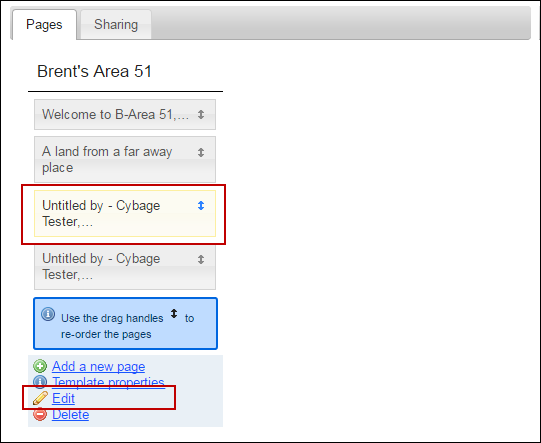 Pages
Sharing
Brent's Area 51
Welcome to B-Area 51,...
A land from a far away
place
Untitled by - Cybage
Tester,...
Untitled by - Cybage
Tester,...
Use the drag handles to
re-order the pages
Add a new page
Template properties
Edit
Delete